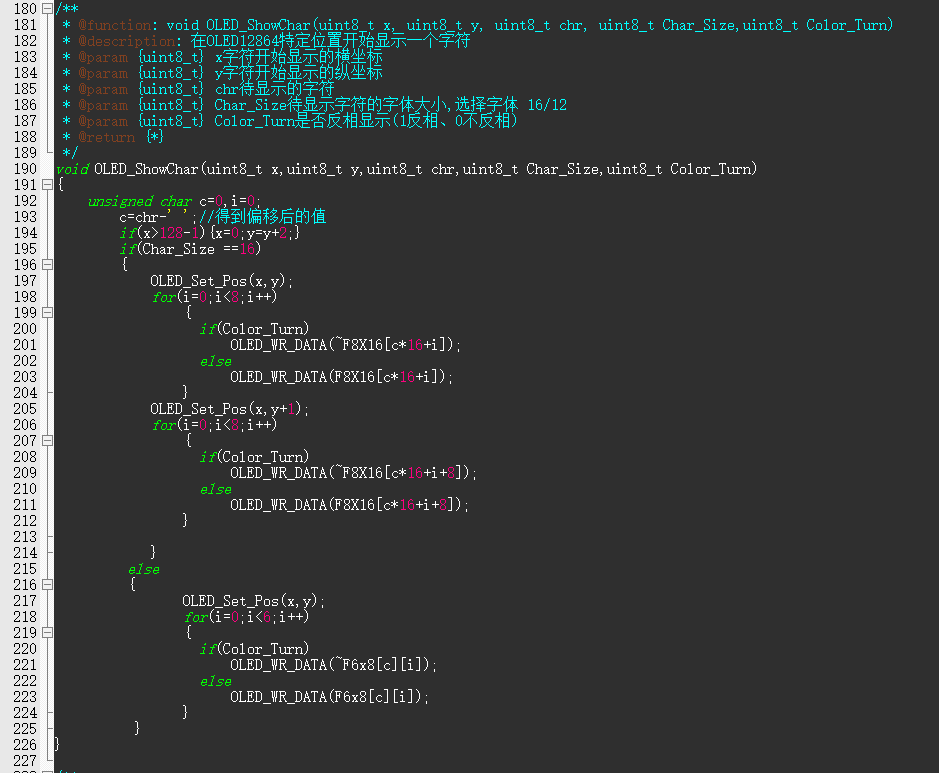 180 /**
181  * @function: void OLED_ShowChar(uint8_t x, uint8_t y, uint8_t chr, uint8_t Char_Size,uint8_t Color_Turn)
182  * @description: 在OLED12864特定位置开始显示一个字符
183  * @param {uint8_t} x字符开始显示的横坐标
184  * @param {uint8_t} y字符开始显示的纵坐标
185  * @param {uint8_t} chr待显示的字符
186  * @param {uint8_t} Char_Size待显示字符的字体大小,选择字体 16/12
187  * @param {uint8_t} Color_Turn是否反相显示(1反相、0不反相)
188  * @return {*}
189  */
190 void OLED_ShowChar(uint8_t x,uint8_t y,uint8_t chr,uint8_t Char_Size,uint8_t Color_Turn)
191 {
192     unsigned char c=0,i=0;
193         c=chr-' ';//得到偏移后的值
194         if(x>128-1){x=0;y=y+2;}
195         if(Char_Size ==16)
196         {
197             OLED_Set_Pos(x,y);
198             for(i=0;i<8;i++)
199                 {
200                   if(Color_Turn)
201                       OLED_WR_DATA(~F8X16[c*16+i]);
202                   else
203                       OLED_WR_DATA(F8X16[c*16+i]);
204                 }
205             OLED_Set_Pos(x,y+1);
206             for(i=0;i<8;i++)
207                 {
208                   if(Color_Turn)
209                       OLED_WR_DATA(~F8X16[c*16+i+8]);
210                   else
211                       OLED_WR_DATA(F8X16[c*16+i+8]);
212                 }
213
214             }
215          else
216          {
217                 OLED_Set_Pos(x,y);
218                 for(i=0;i<6;i++)
219                 {
220                   if(Color_Turn)
221                       OLED_WR_DATA(~F6x8[c][i]);
222                   else
223                       OLED_WR_DATA(F6x8[c][i]);
224                 }
225           }
226 }
227